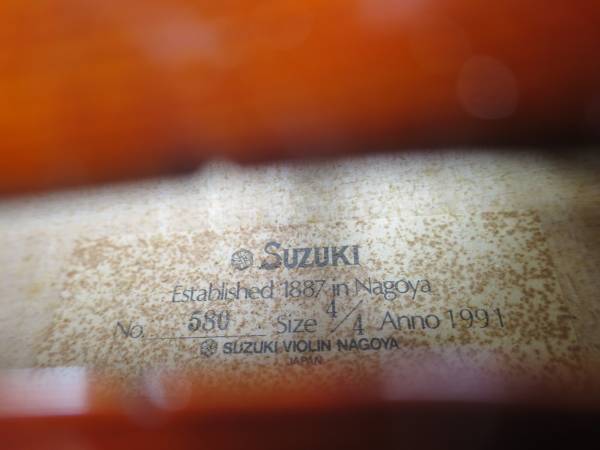 SUZUKI
Established 1887 in Nagoya
No. 580 Size 4/4 Anno 1991
SUZUKI VIOLIN NAGOYA
JAPAN